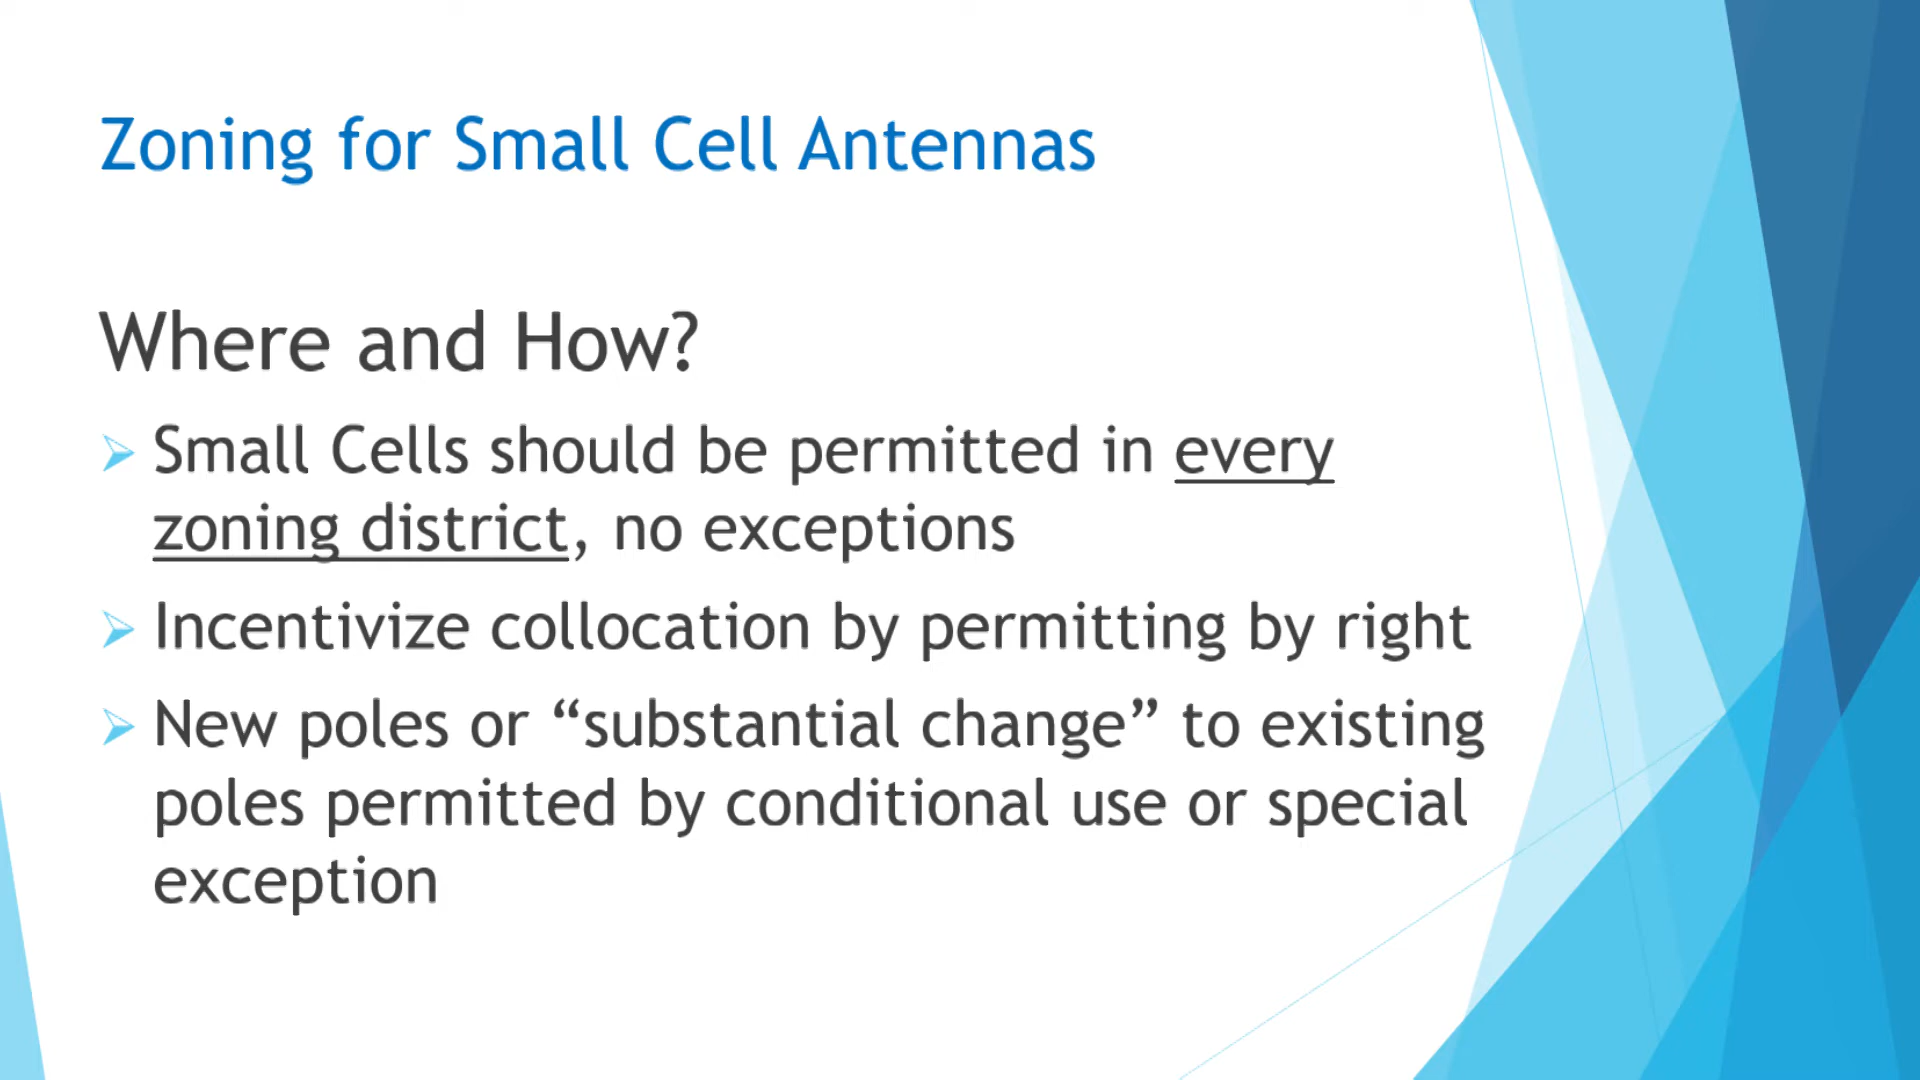 Zoning for Small Cell Antennas
Where and How?
Small Cells should be permitted in every
zoning district, no exceptions
Incentivize collocation by permitting by right
New poles or “substantial change” to existing
poles permitted by conditional use or special
exception